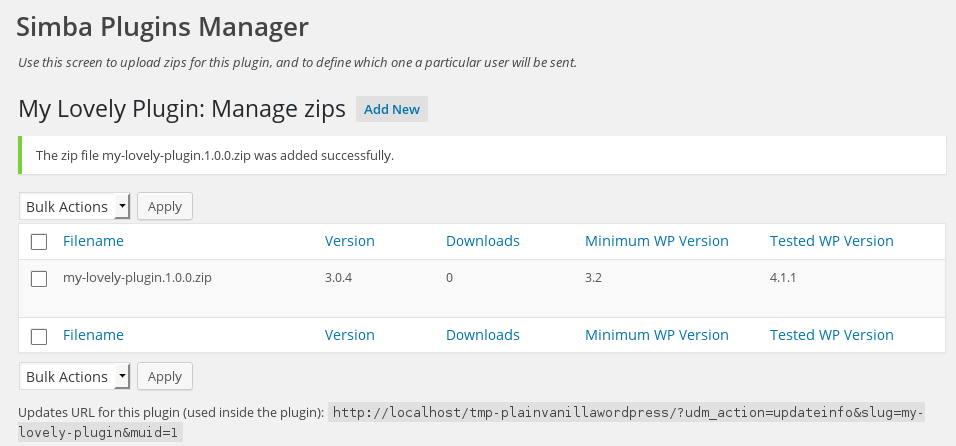 Simba Plugins Manager
Use this screen to upload zips for this plugin, and to define which one a particular user will be sent.
My Lovely Plugin: Manage zips Add New
The zip file my-lovely-plugin.1.0.0.zip was added successfully.
Bulk Actions Apply
Filename Version Downloads Minimum WP Version Tested WP Version
my-lovely-plugin.1.0.0.zip 3.0.4 0 3.2 4.1.1
Filename Version Downloads Minimum WP Version Tested WP Version
Bulk Actions Apply
Updates URL for this plugin (used inside the plugin): http://localhost/tmp-plainvanillawordpress/?udm_action=updateinfo&slug=my-
lovely-plugin&muid=1